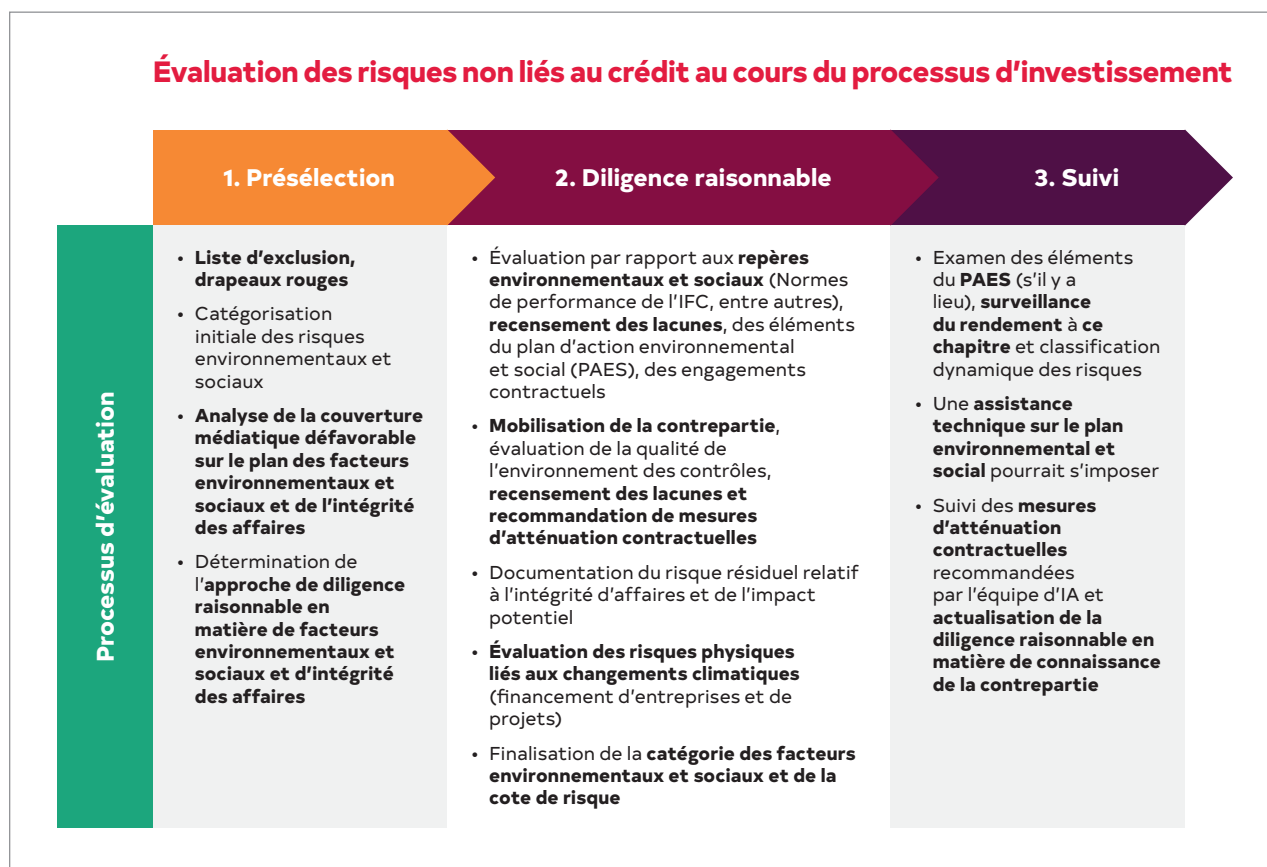 Évaluation des risques non liés au crédit au cours du processus d'investissement
1. Présélection
2. Diligence raisonnable
3. Suivi
Processus d'évaluation
• Liste d'exclusion,
drapeaux rouges
• Catégorisation
initiale des risques
environnementaux et
sociaux
• Analyse de la couverture
médiatique défavorable
sur le plan des facteurs
environnementaux et
sociaux et de l'intégrité
des affaires
• Détermination de
l'approche de diligence
raisonnable en
matière de facteurs
environnementaux et
sociaux et d'intégrité
des affaires
• Évaluation par rapport aux repères
environnementaux et sociaux (Normes
de performance de l'IFC, entre autres),
recensement des lacunes, des éléments
du plan d'action environnemental
et social (PAES), des engagements
contractuels
• Mobilisation de la contrepartie,
évaluation de la qualité de
l'environnement des contrôles,
recensement des lacunes et
recommandation de mesures
d'atténuation contractuelles
• Documentation du risque résiduel relatif
à l'intégrité d'affaires et de l'impact
potentiel
• Évaluation des risques physiques
liés aux changements climatiques
(financement d'entreprises et de
projets)
• Finalisation de la catégorie des facteurs
environnementaux et sociaux et de la
cote de risque
• Examen des éléments
du PAES (s'il y a
lieu), surveillance
du rendement à ce
chapitre et classification
dynamique des risques
• Une assistance
technique sur le plan
environnemental et
social pourrait s'imposer
• Suivi des mesures
d'atténuation
contractuelles
recommandées
par l'équipe d'IA et
actualisation de la
diligence raisonnable en
matière de connaissance
de la contrepartie